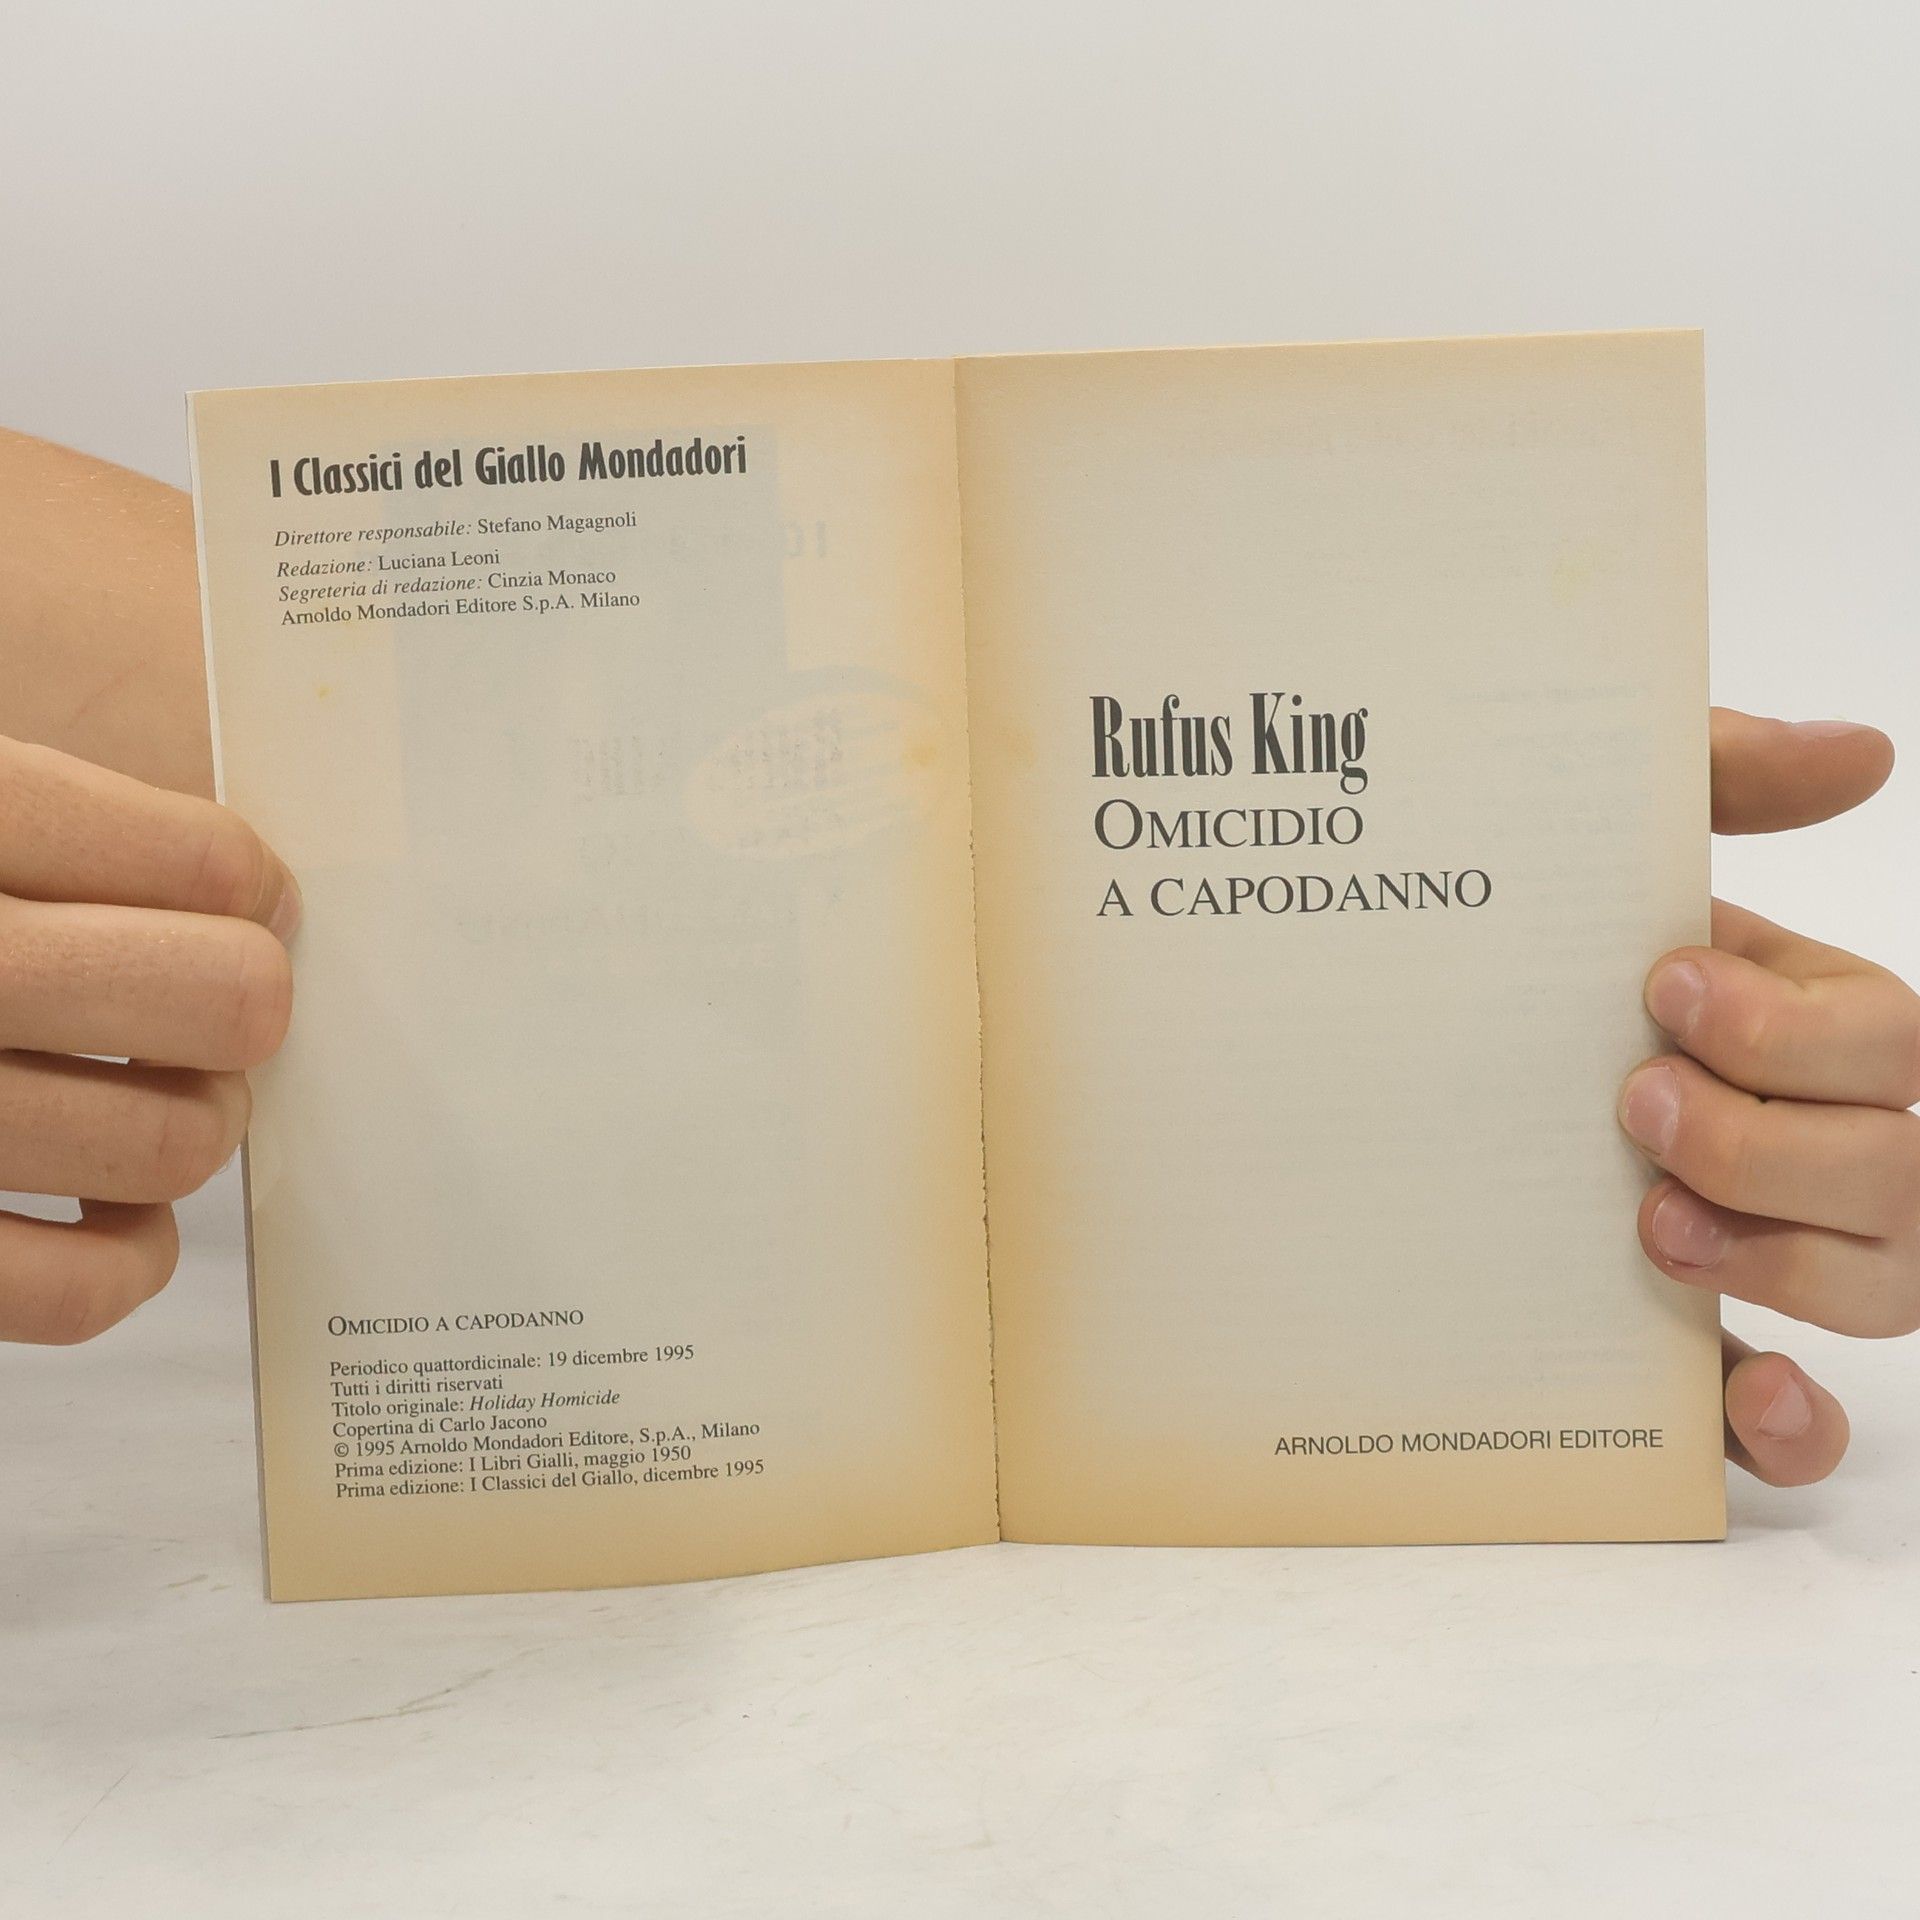 I Classici del Giallo Mondadori
Direttore responsabile: Stefano Magagnoli
Redazione: Luciana Leoni
Segreteria di redazione: Cinzia Monaco
Arnoldo Mondadori Editore S.p.A. Milano
OMICIDIO A CAPODANNO
Periodico quattordicinale: 19 dicembre 1995
Tutti i diritti riservati
Titolo originale: Holiday Homicide
Copertina di Carlo Jacono
© 1995 Arnoldo Mondadori Editore, S.p.A., Milano
Prima edizione: I Libri Gialli, maggio 1950
Prima edizione: I Classici del Giallo, dicembre 1995
Rufus King
OMICIDIO
A CAPODANNO
ARNOLDO MONDADORI EDITORE